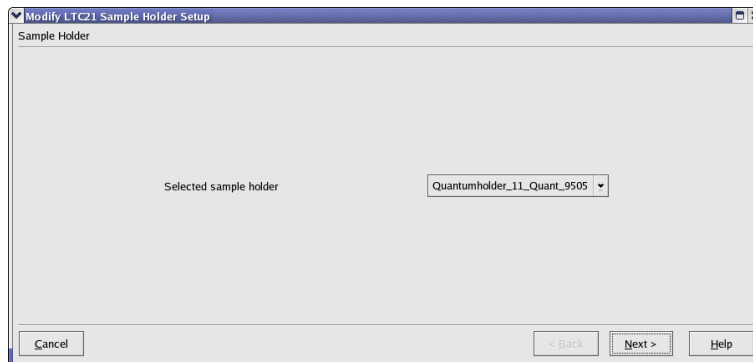 Modify LTC21 Sample Holder Setup
Sample Holder
Selected sample holder Quantumholder_11_Quant_9505
Cancel < Back Next > Help